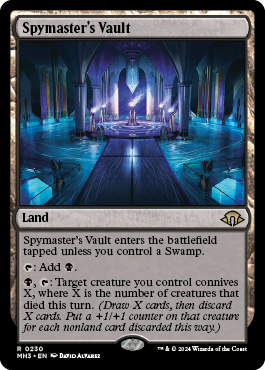 Spymaster's Vault
Land
Spymaster's Vault enters the battlefield
tapped unless you control a Swamp.
: Add .
, : Target creature you control connives
X, where X is the number of creatures that
died this turn. (Draw X cards, then discard
X cards. Put a +1/+1 counter on that creature
for each nonland card discarded this way.)
R 0230
MH3 • EN DAVID ALVAREZ
™ & © 2024 Wizards of the Coast